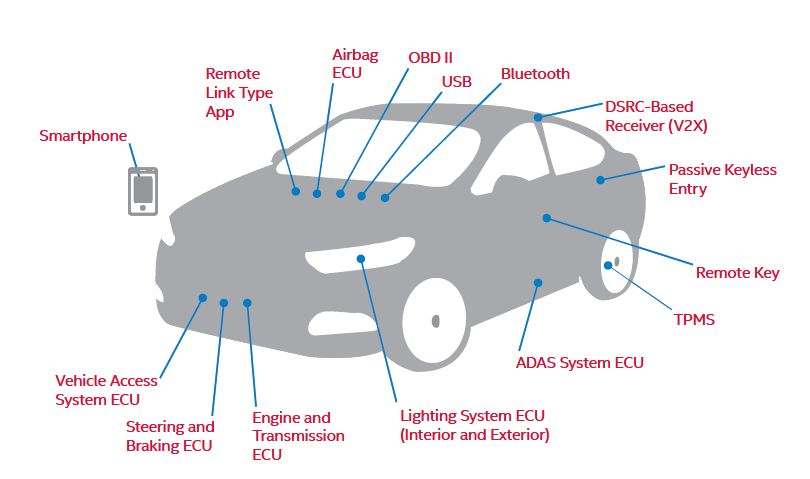 Airbag
ECU
OBD II
Remote
Link Type
App
USB
Bluetooth
DSRC-Based
Receiver (V2X)
Smartphone
Passive Keyless
Entry
Remote Key
TPMS
ADAS System ECU
Vehicle Access
System ECU
Steering and
Braking ECU
Engine and
Transmission
ECU
Lighting System ECU
(Interior and Exterior)